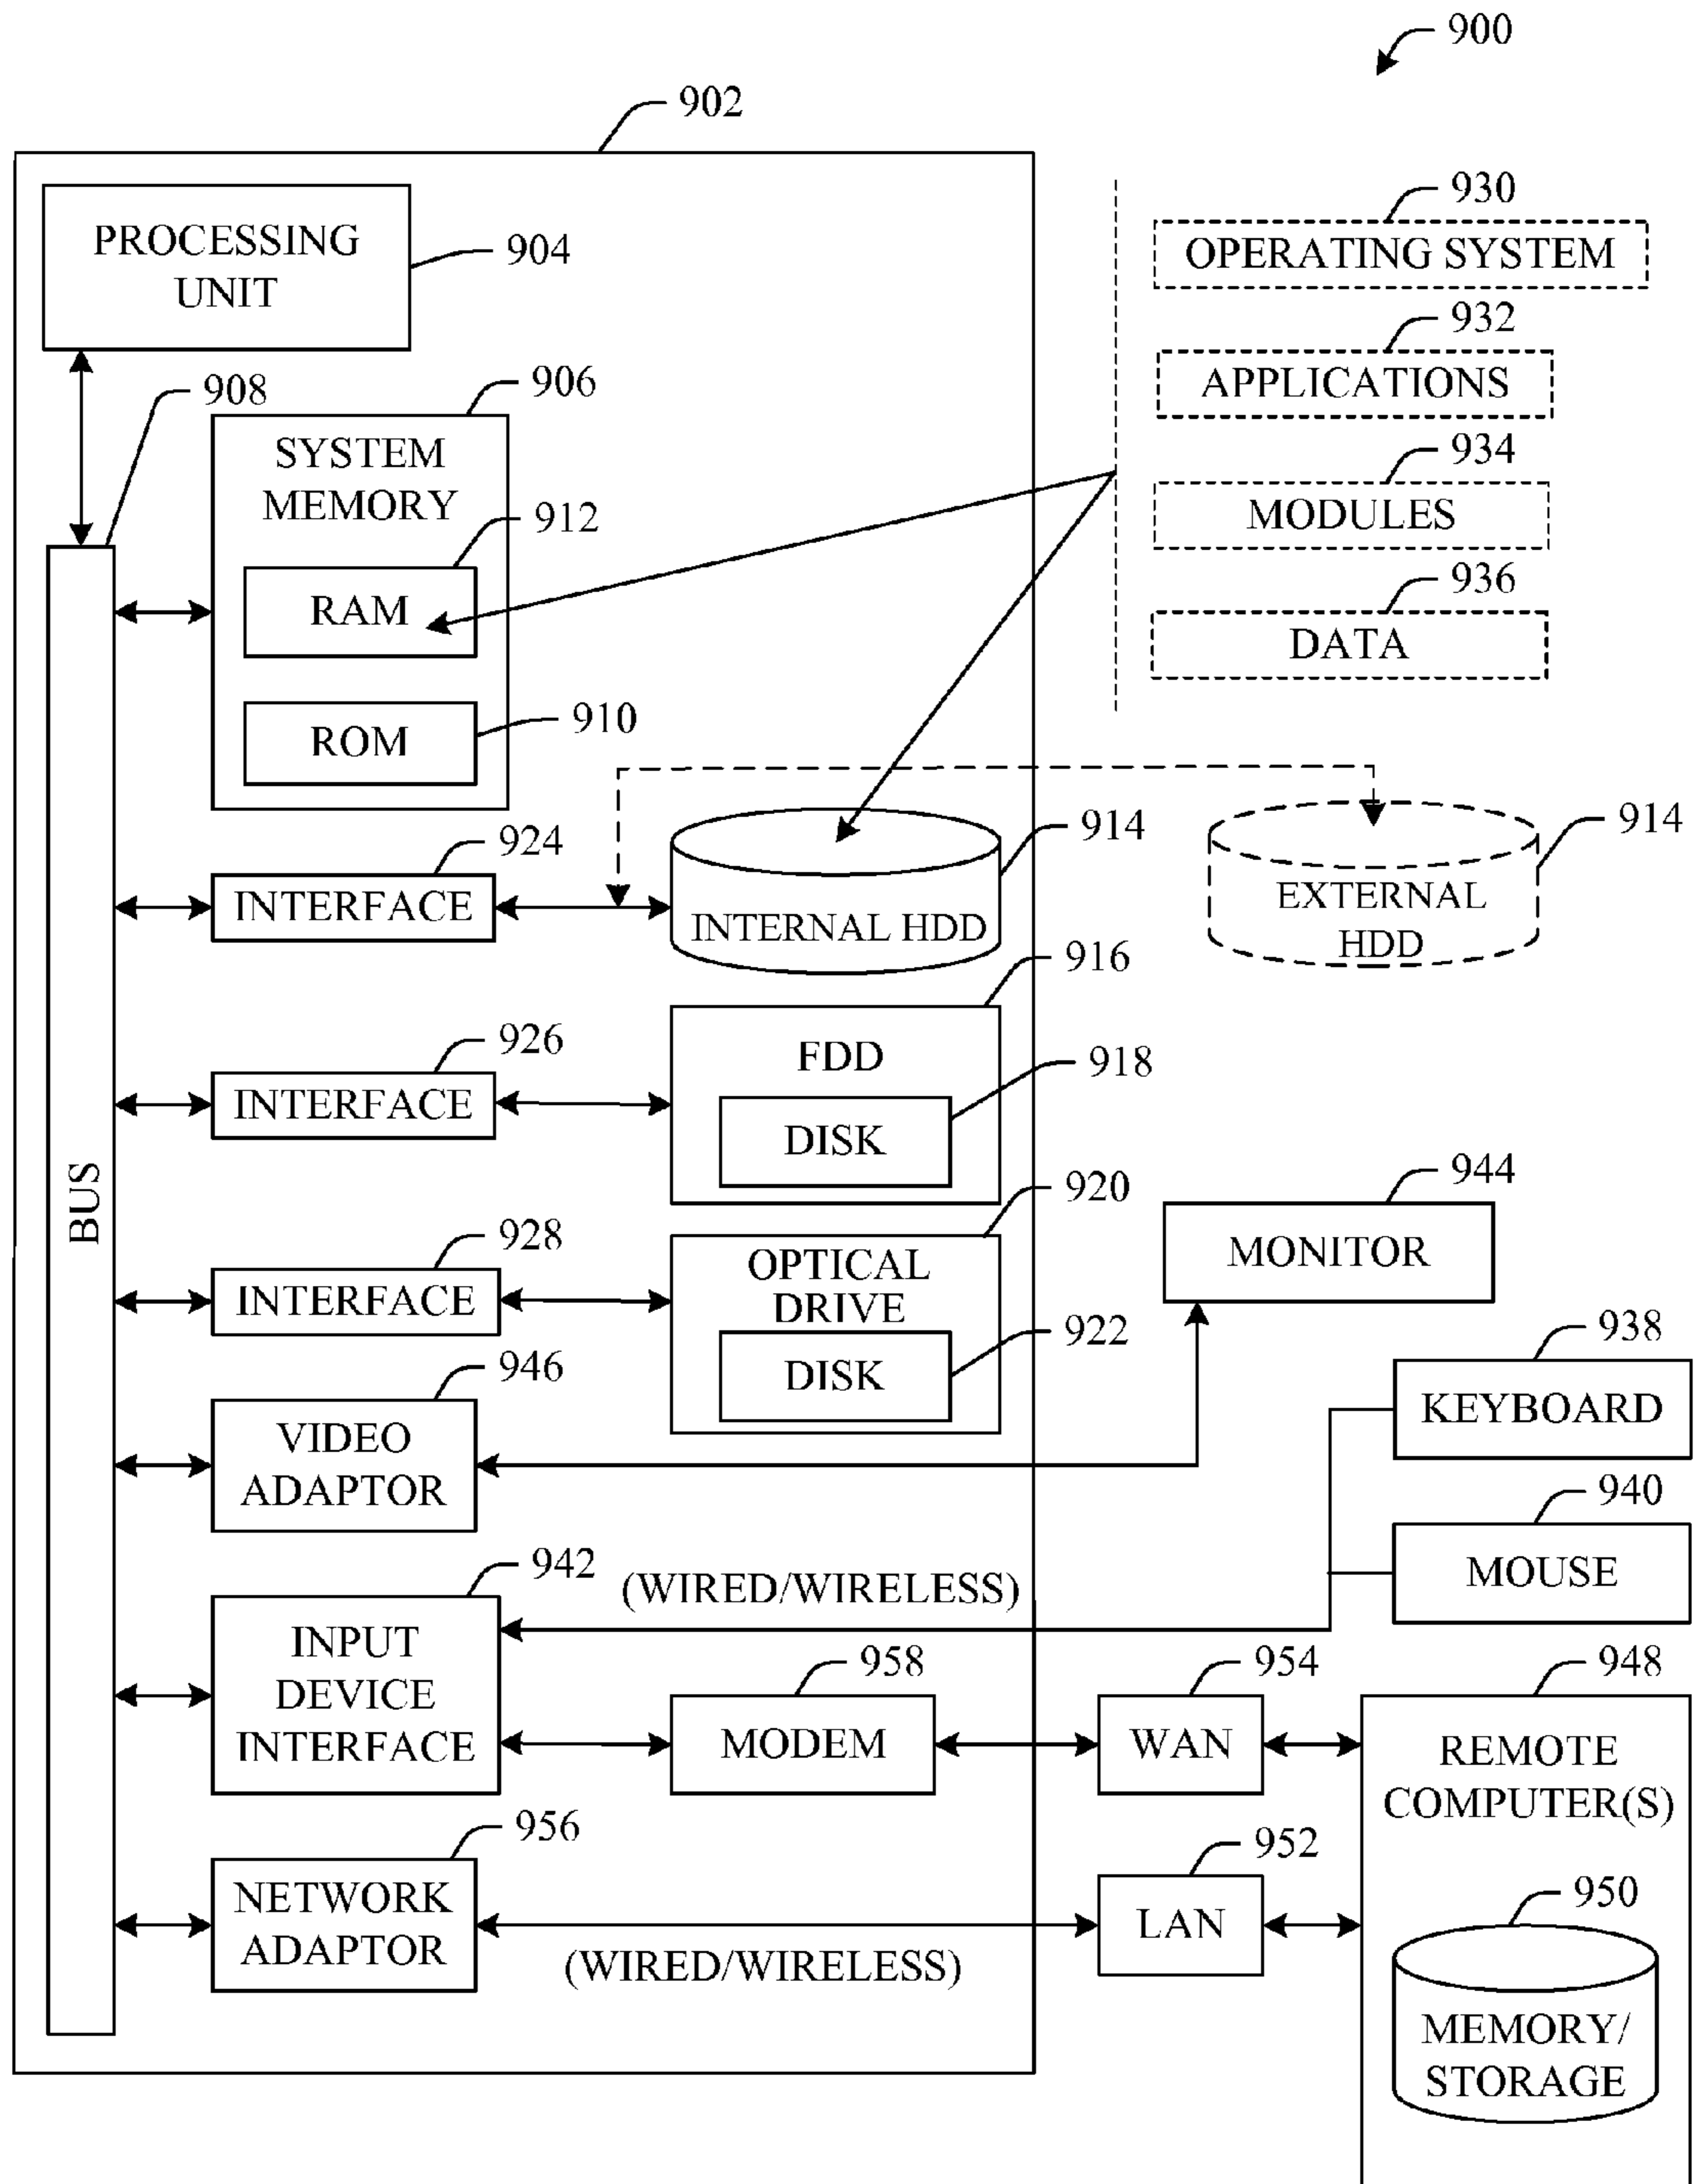 900
902
PROCESSING
UNIT
904
930
OPERATING SYSTEM
932
APPLICATIONS
934
MODULES
936
DATA
908
906
SYSTEM
MEMORY
912
RAM
910
ROM
924
INTERFACE
914
INTERNAL HDD
914
EXTERNAL
HDD
916
FDD
918
DISK
926
INTERFACE
BUS
920
OPTICAL
DRIVE
922
DISK
928
INTERFACE
944
MONITOR
946
VIDEO
ADAPTOR
938
KEYBOARD
940
MOUSE
942
INPUT
DEVICE
INTERFACE
(WIRED/WIRELESS)
958
MODEM
954
WAN
948
REMOTE
COMPUTER(S)
956
NETWORK
ADAPTOR
(WIRED/WIRELESS)
952
LAN
950
MEMORY/
STORAGE